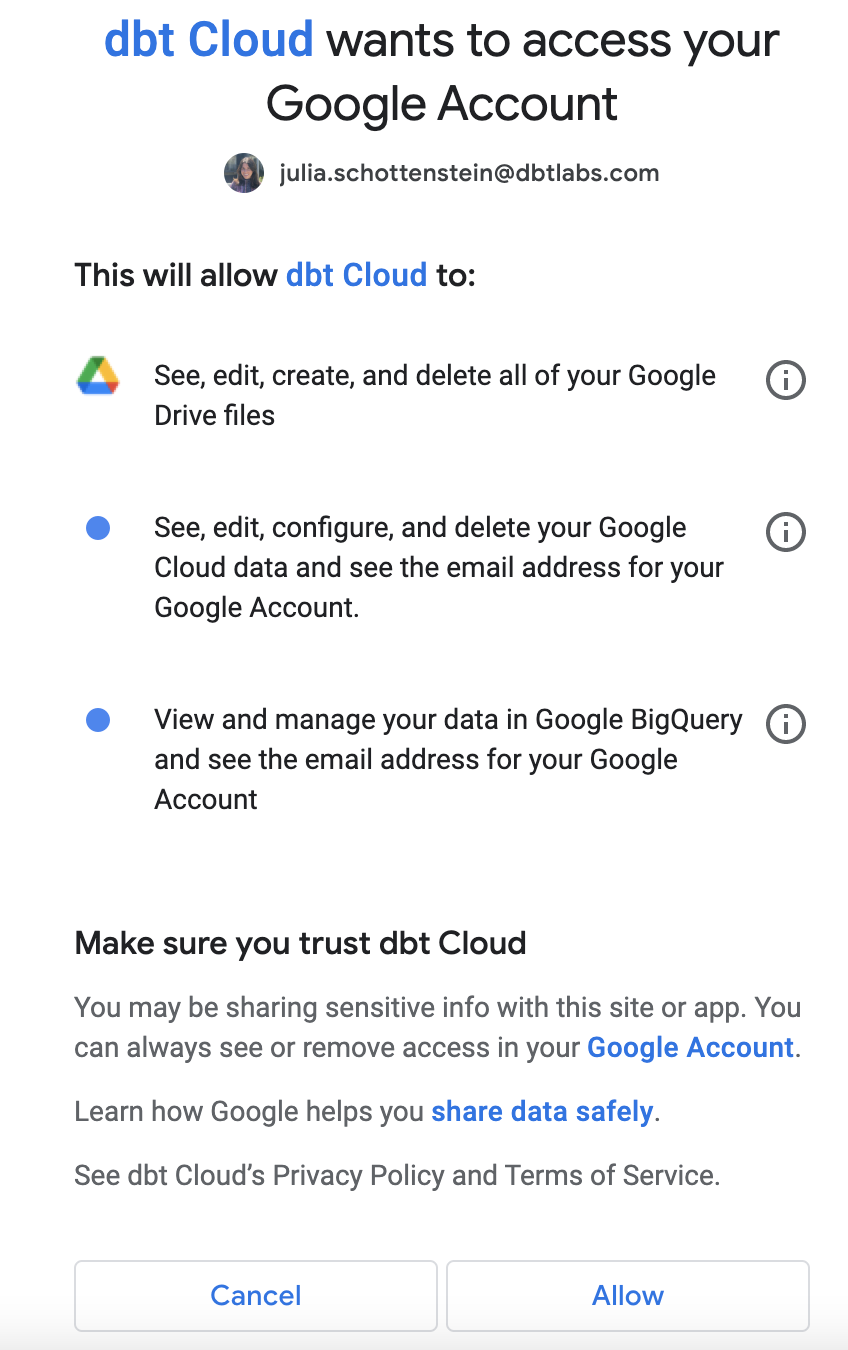 dbt Cloud wants to access your
Google Account
julia.schottenstein@dbtlabs.com
This will allow dbt Cloud to:
See, edit, create, and delete all of your Google
Drive files
See, edit, configure, and delete your Google
Cloud data and see the email address for your
Google Account.
View and manage your data in Google BigQuery
and see the email address for your Google
Account
Make sure you trust dbt Cloud
You may be sharing sensitive info with this site or app. You
can always see or remove access in your Google Account.
Learn how Google helps you share data safely.
See dbt Cloud’s Privacy Policy and Terms of Service.
Cancel
Allow